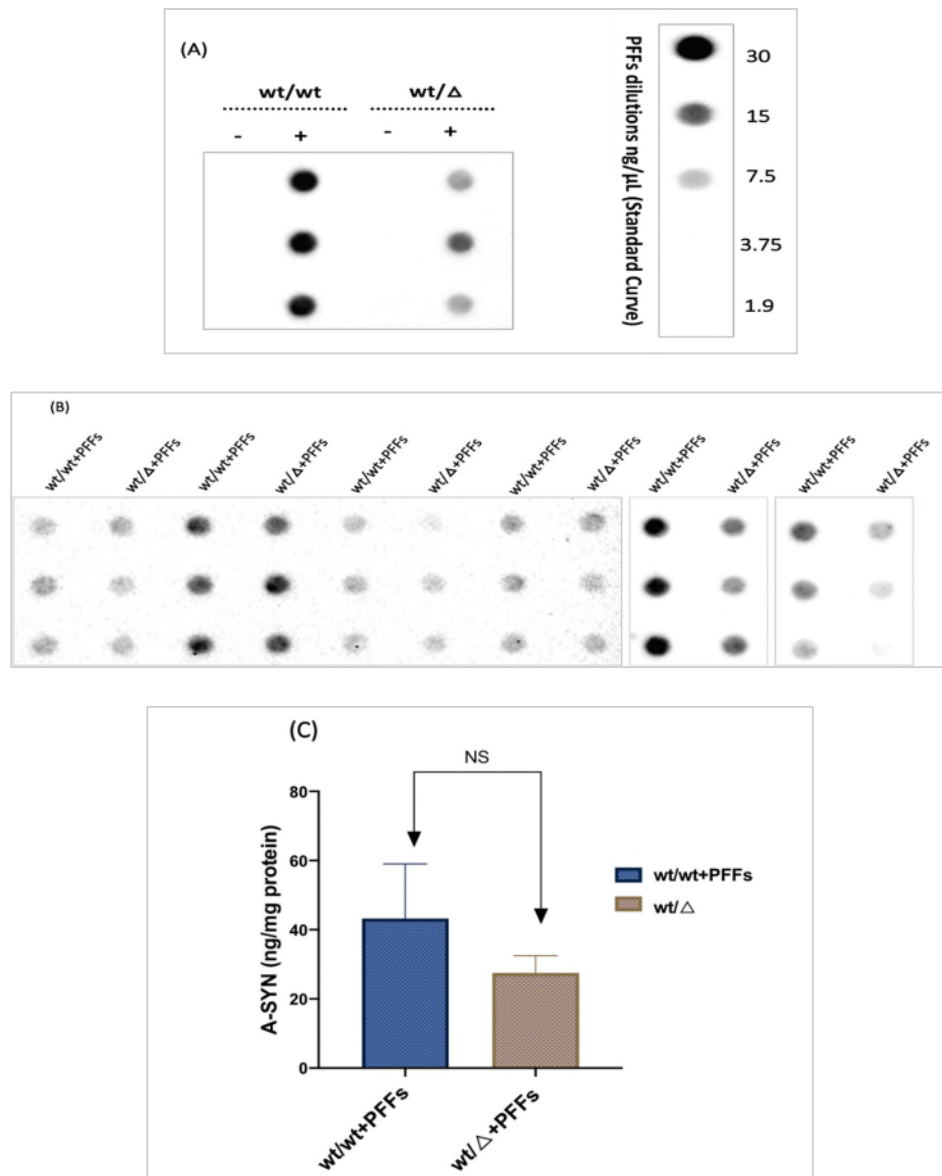 (A)
wt/wt wt/△
- + - +
PFFs dilutions ng/µL (Standard Curve)
30
15
7.5
3.75
1.9
(B)
wt/wt+PFFs wt/△+PFFs wt/wt+PFFs wt/△+PFFs wt/wt+PFFs wt/△+PFFs wt/wt+PFFs wt/△+PFFs wt/wt+PFFs wt/△+PFFs wt/wt+PFFs wt/△+PFFs
(C)
NS
80
60
40
20
0
A-SYN (ng/mg protein)
wt/wt+PFFs
wt/△
wt/wt+PFFs wt/△+PFFs